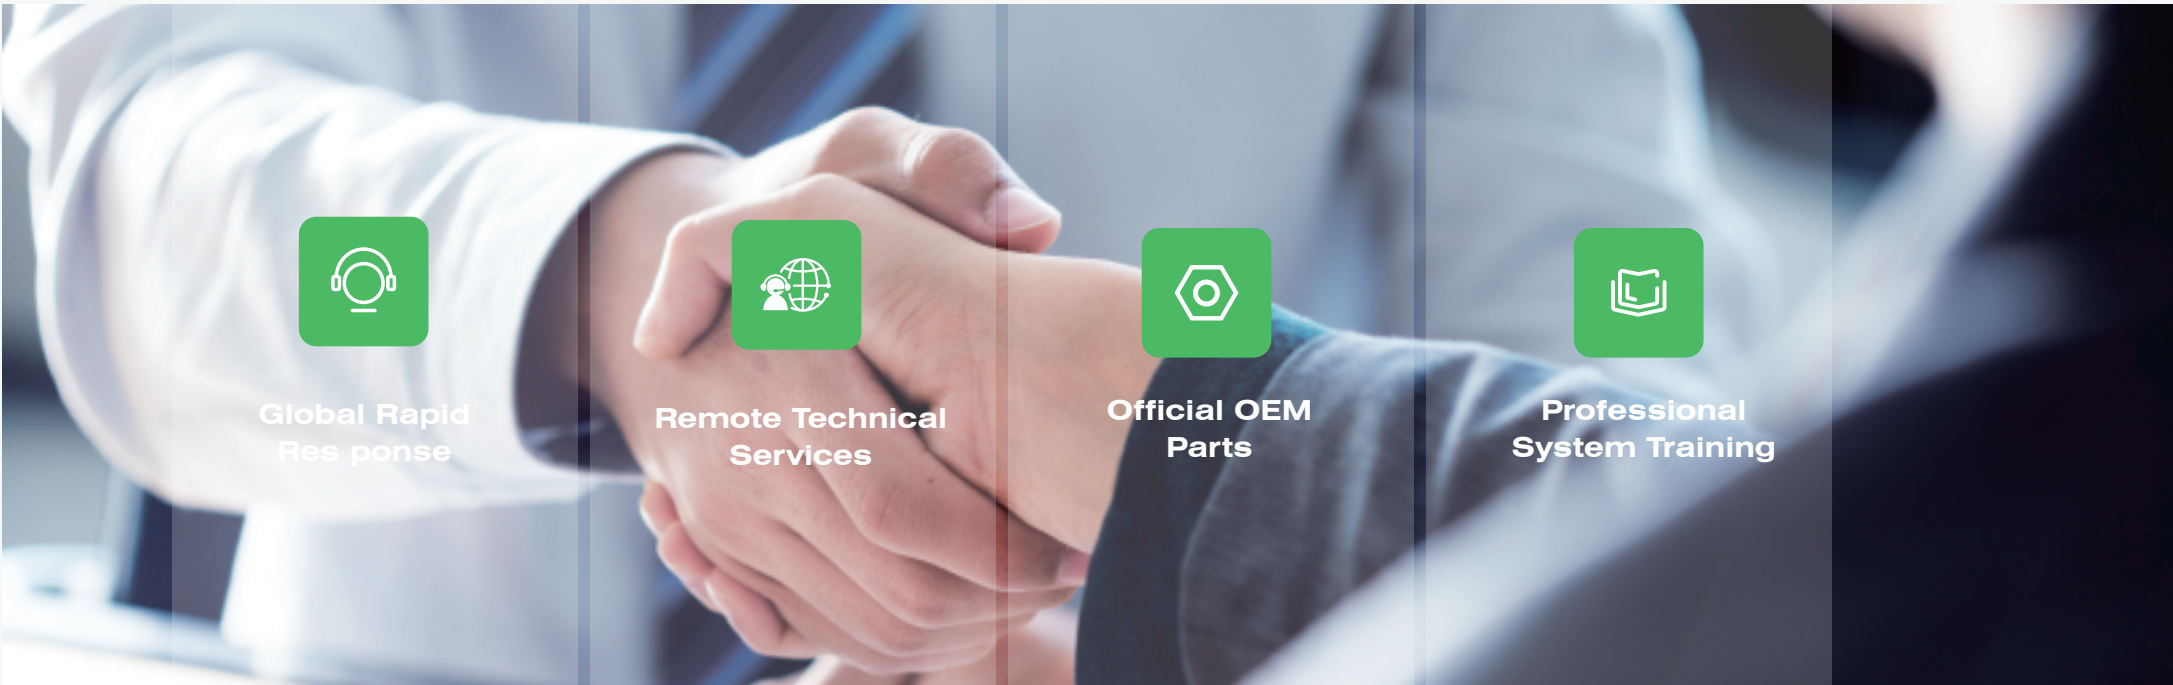 Global Rapid
Res ponse
Remote Technical
Services
Official OEM
Parts
Professional
System Training